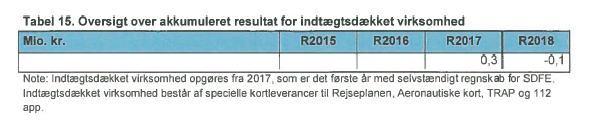 Tabel 15. Oversigt over akkumuleret resultat for indtægtsdækket virksomhed
Mio. kr. R2015 R2016 R2017 R2018
0,3 -0,1
Note: Indtægtsdækket virksomhed opgøres fra 2017, som er det første år med selvstændigt regnskab for SDFE.
Indtægtsdækket virksomhed består af specielle kortleverancer til Rejseplanen, Aeronautiske kort, TRAP og 112
app.